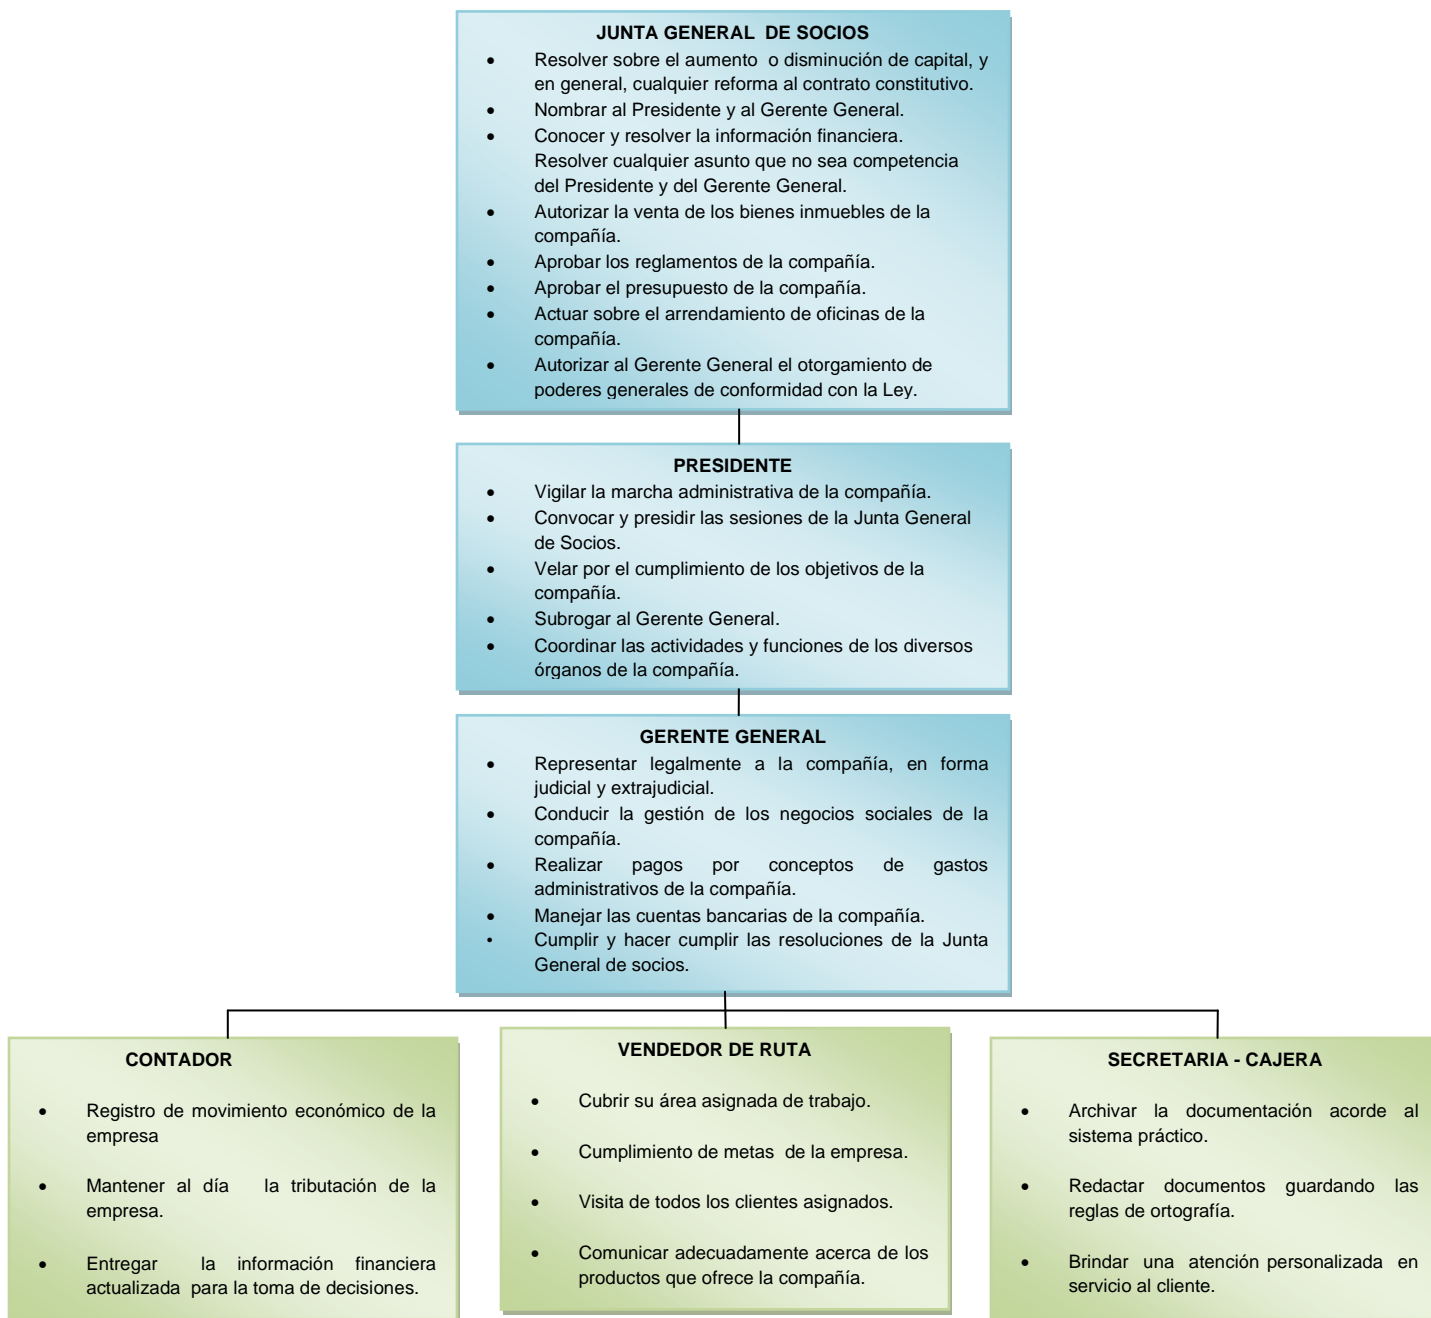 JUNTA GENERAL DE SOCIOS
• Resolver sobre el aumento o disminución de capital, y
en general, cualquier reforma al contrato constitutivo.
• Nombrar al Presidente y al Gerente General.
• Conocer y resolver la información financiera.
Resolver cualquier asunto que no sea competencia
del Presidente y del Gerente General.
• Autorizar la venta de los bienes inmuebles de la
compañía.
• Aprobar los reglamentos de la compañía.
• Aprobar el presupuesto de la compañía.
• Actuar sobre el arrendamiento de oficinas de la
compañía.
• Autorizar al Gerente General el otorgamiento de
poderes generales de conformidad con la Ley.
PRESIDENTE
• Vigilar la marcha administrativa de la compañía.
• Convocar y presidir las sesiones de la Junta General
de Socios.
• Velar por el cumplimiento de los objetivos de la
compañía.
• Subrogar al Gerente General.
• Coordinar las actividades y funciones de los diversos
órganos de la compañía.
GERENTE GENERAL
• Representar legalmente a la compañía, en forma
judicial y extrajudicial.
• Conducir la gestión de los negocios sociales de la
compañía.
• Realizar pagos por conceptos de gastos
administrativos de la compañía.
• Manejar las cuentas bancarias de la compañía.
• Cumplir y hacer cumplir las resoluciones de la Junta
General de socios.
CONTADOR
• Registro de movimiento económico de la
empresa
• Mantener al día la tributación de la
empresa.
• Entregar la información financiera
actualizada para la toma de decisiones.
VENDEDOR DE RUTA
• Cubrir su área asignada de trabajo.
• Cumplimiento de metas de la empresa.
• Visita de todos los clientes asignados.
• Comunicar adecuadamente acerca de los
productos que ofrece la compañía.
SECRETARIA - CAJERA
• Archivar la documentación acorde al
sistema práctico.
• Redactar documentos guardando las
reglas de ortografía.
• Brindar una atención personalizada en
servicio al cliente.